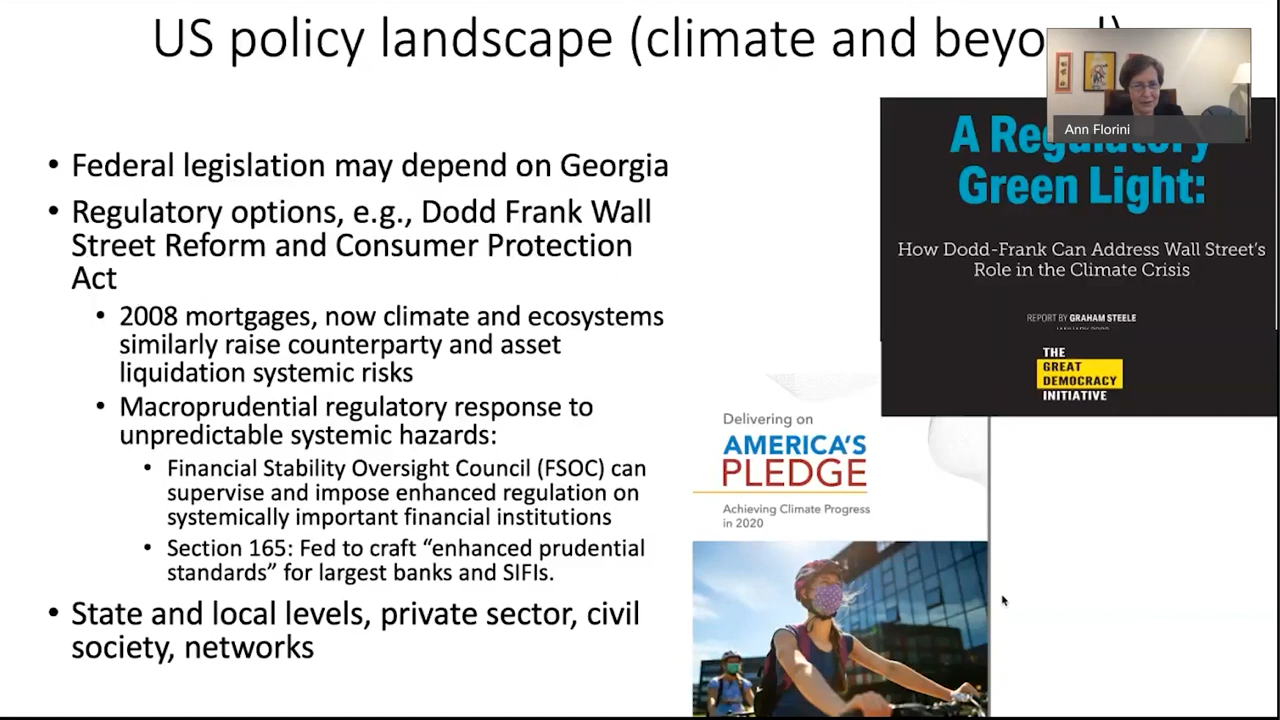 US policy landscape (climate and beyond)
Ann Florini
• Federal legislation may depend on Georgia
• Regulatory options, e.g., Dodd Frank Wall
Street Reform and Consumer Protection
Act
• 2008 mortgages, now climate and ecosystems
similarly raise counterparty and asset
liquidation systemic risks
• Macroprudential regulatory response to
unpredictable systemic hazards:
• Financial Stability Oversight Council (FSOC) can
supervise and impose enhanced regulation on
systemically important financial institutions
• Section 165: Fed to craft “enhanced prudential
standards” for largest banks and SIFIs.
• State and local levels, private sector, civil
society, networks
A Regulatory
Green Light:
How Dodd-Frank Can Address Wall Street’s
Role in the Climate Crisis
REPORT BY GRAHAM STEELE
THE
GREAT
DEMOCRACY
INITIATIVE
Delivering on
AMERICA’S
PLEDGE
Achieving Climate Progress
in 2020